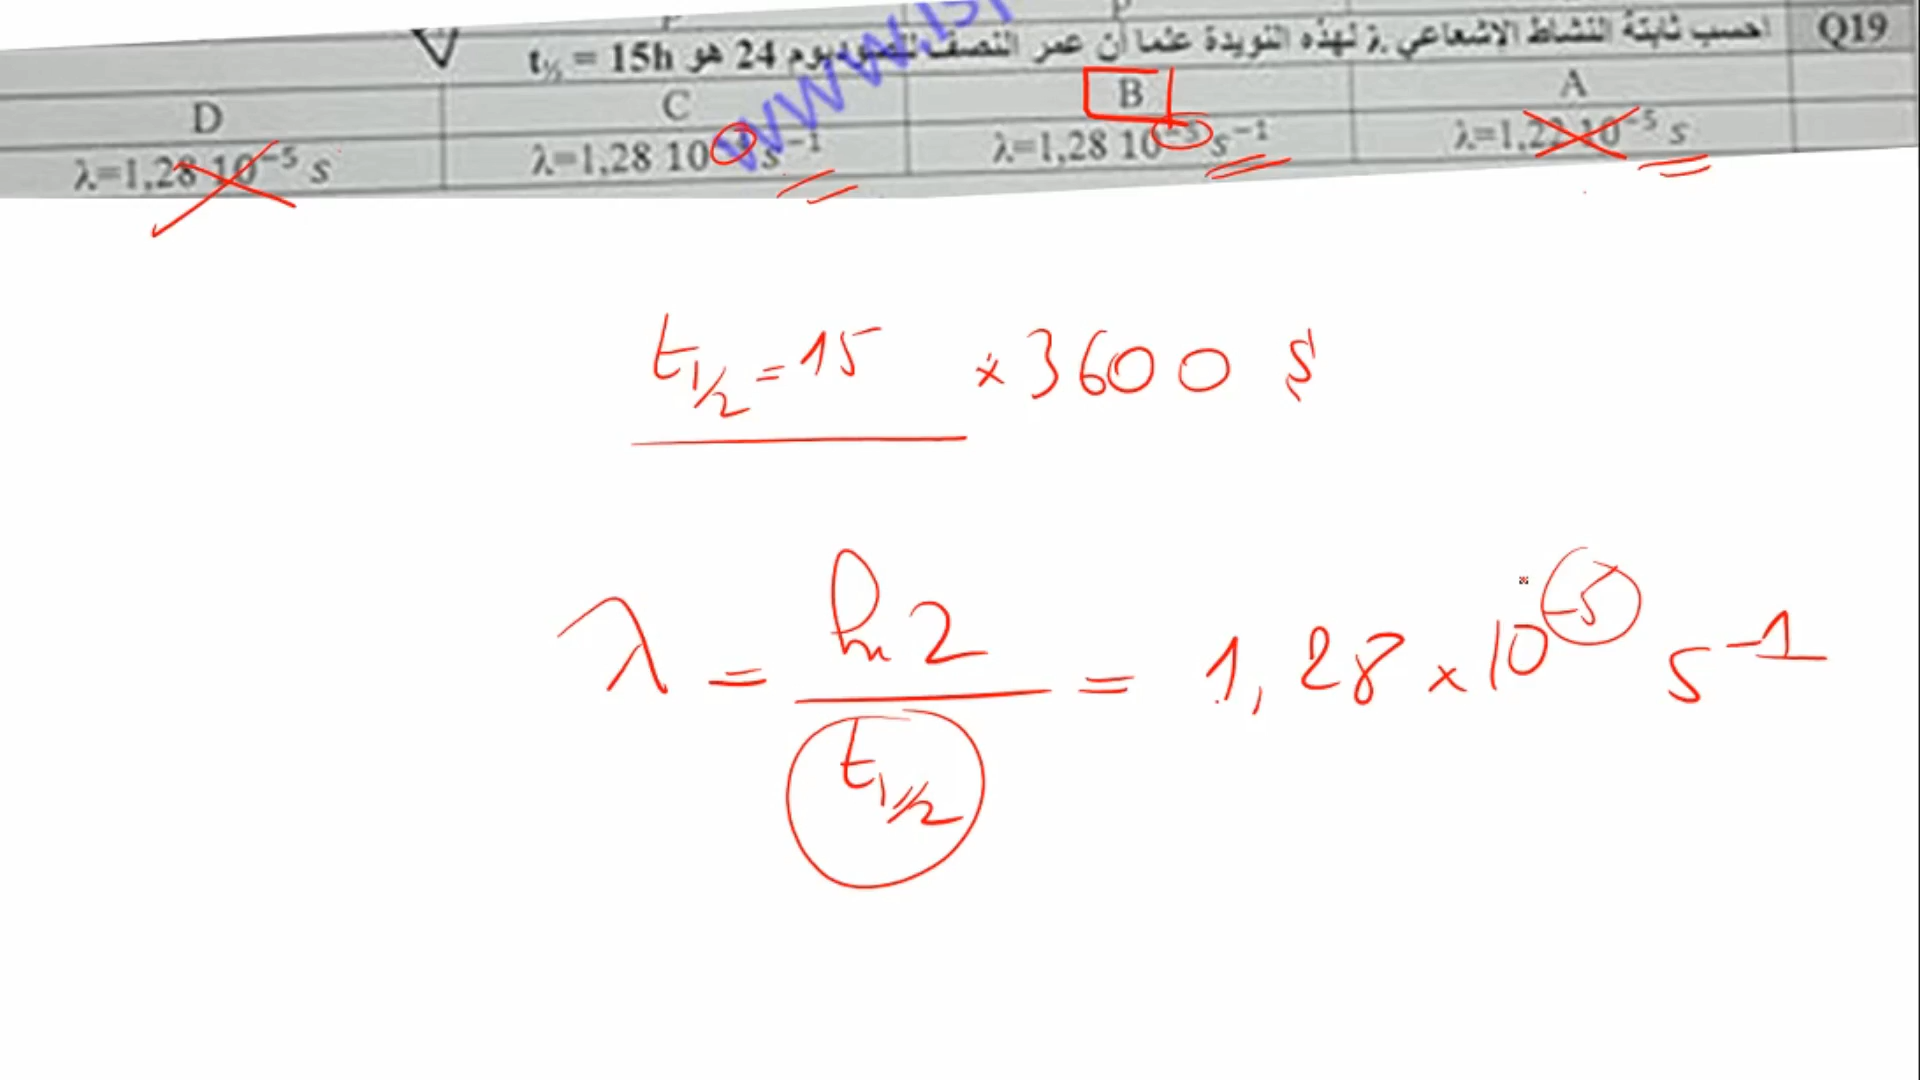 Q19 احسب ثابتة النشاط الاشعاعي λ لهذه النويدة علما أن عمر النصف للصوديوم 24 هو t½ = 15h
A B C D
λ=1,22 10⁻⁵ s λ=1,28 10⁻⁵ s⁻¹ λ=1,28 10 s⁻¹ λ=1,28 10⁻⁵ s
t1/2 = 15 × 3600 s
λ = ln 2 / t1/2 = 1,28 × 10⁻⁵ s⁻¹